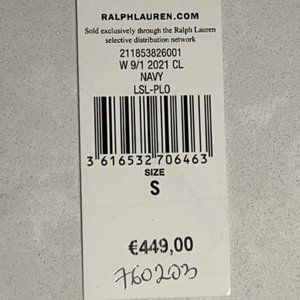 RALPHLAUREN.COM
Sold exclusively through the Ralph Lauren
selective distribution network
211853826001
W 9/1 2021 CL
NAVY
LSL-PLO
3 616532 706463
SIZE
S
€449,00
760203